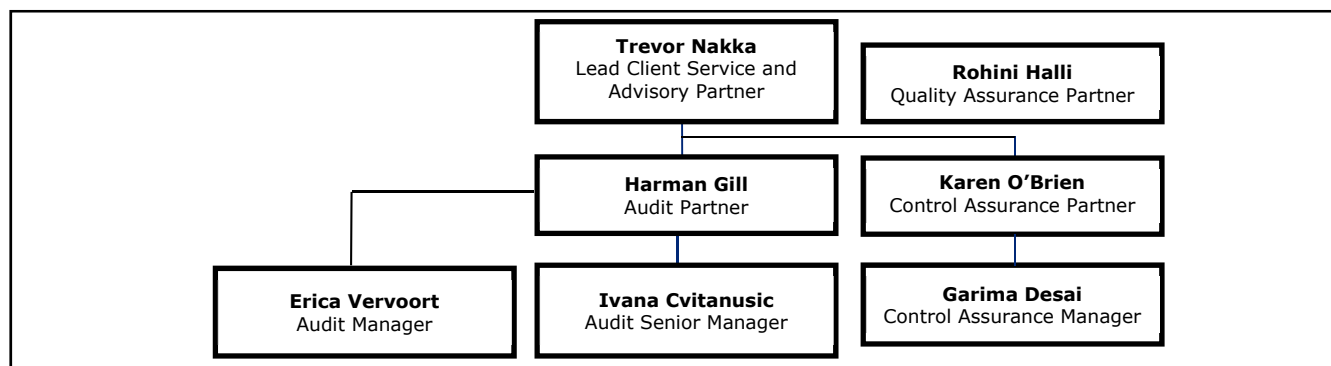 Trevor Nakka
Lead Client Service and
Advisory Partner
Rohini Halli
Quality Assurance Partner
Harman Gill
Audit Partner
Karen O’Brien
Control Assurance Partner
Erica Vervoort
Audit Manager
Ivana Cvitanusic
Audit Senior Manager
Garima Desai
Control Assurance Manager